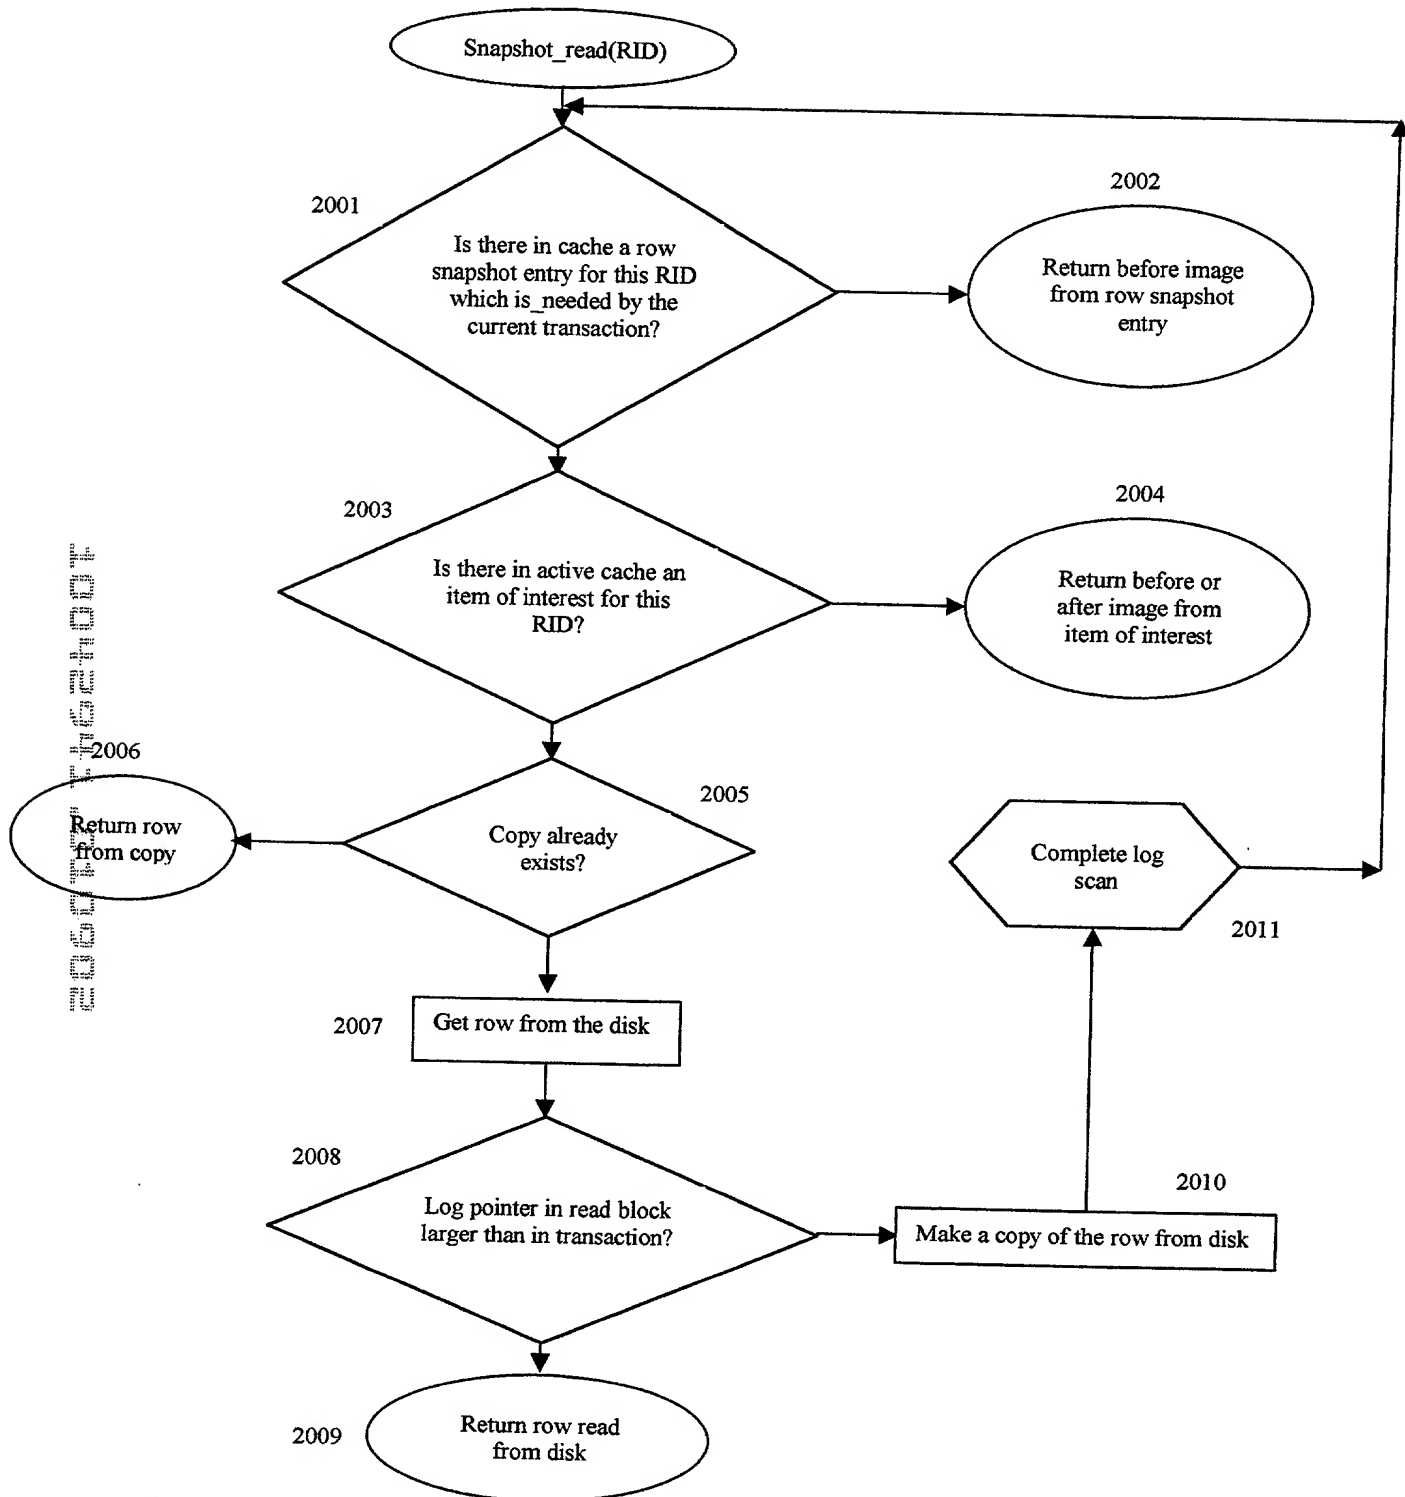 Snapshot_read(RID)
2001
Is there in cache a row
snapshot entry for this RID
which is_needed by the
current transaction?
2002
Return before image
from row snapshot
entry
2003
Is there in active cache an
item of interest for this
RID?
2004
Return before or
after image from
item of interest
2006
Return row
from copy
2005
Copy already
exists?
Complete log
scan
2011
2007
Get row from the disk
2008
Log pointer in read block
larger than in transaction?
2010
Make a copy of the row from disk
2009
Return row read
from disk